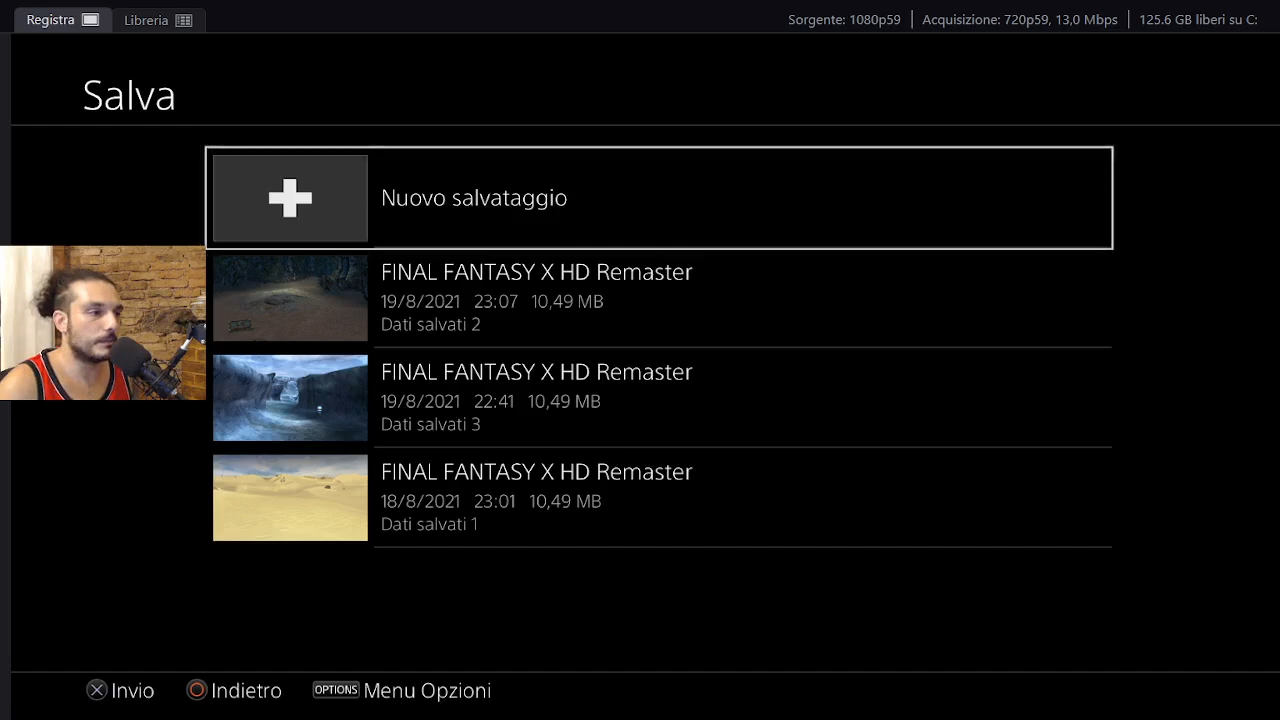 Registra Libreria Sorgente: 1080p59 Acquisizione: 720p59, 13,0 Mbps 125.6 GB liberi su C:
Salva
Nuovo salvataggio
FINAL FANTASY X HD Remaster
19/8/2021 23:07 10,49 MB
Dati salvati 2
FINAL FANTASY X HD Remaster
19/8/2021 22:41 10,49 MB
Dati salvati 3
FINAL FANTASY X HD Remaster
18/8/2021 23:01 10,49 MB
Dati salvati 1
Invio Indietro OPTIONS Menu Opzioni